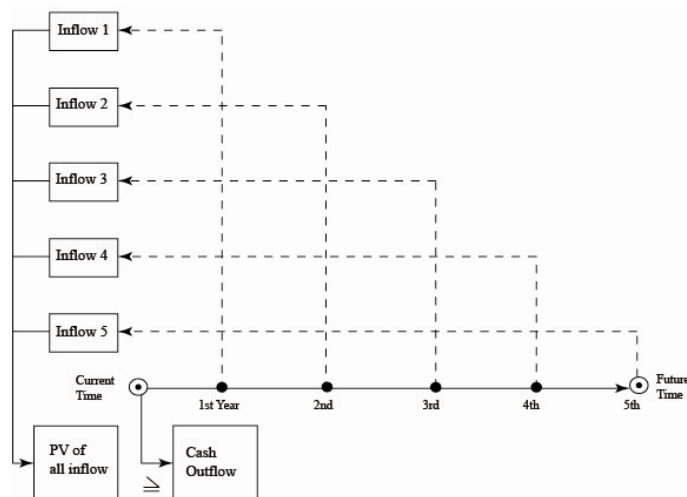 Inflow 1
Inflow 2
Inflow 3
Inflow 4
Inflow 5
Current
Time
Future
Time
1st Year
2nd
3rd
4th
5th
PV of
all inflow
≥
Cash
Outflow